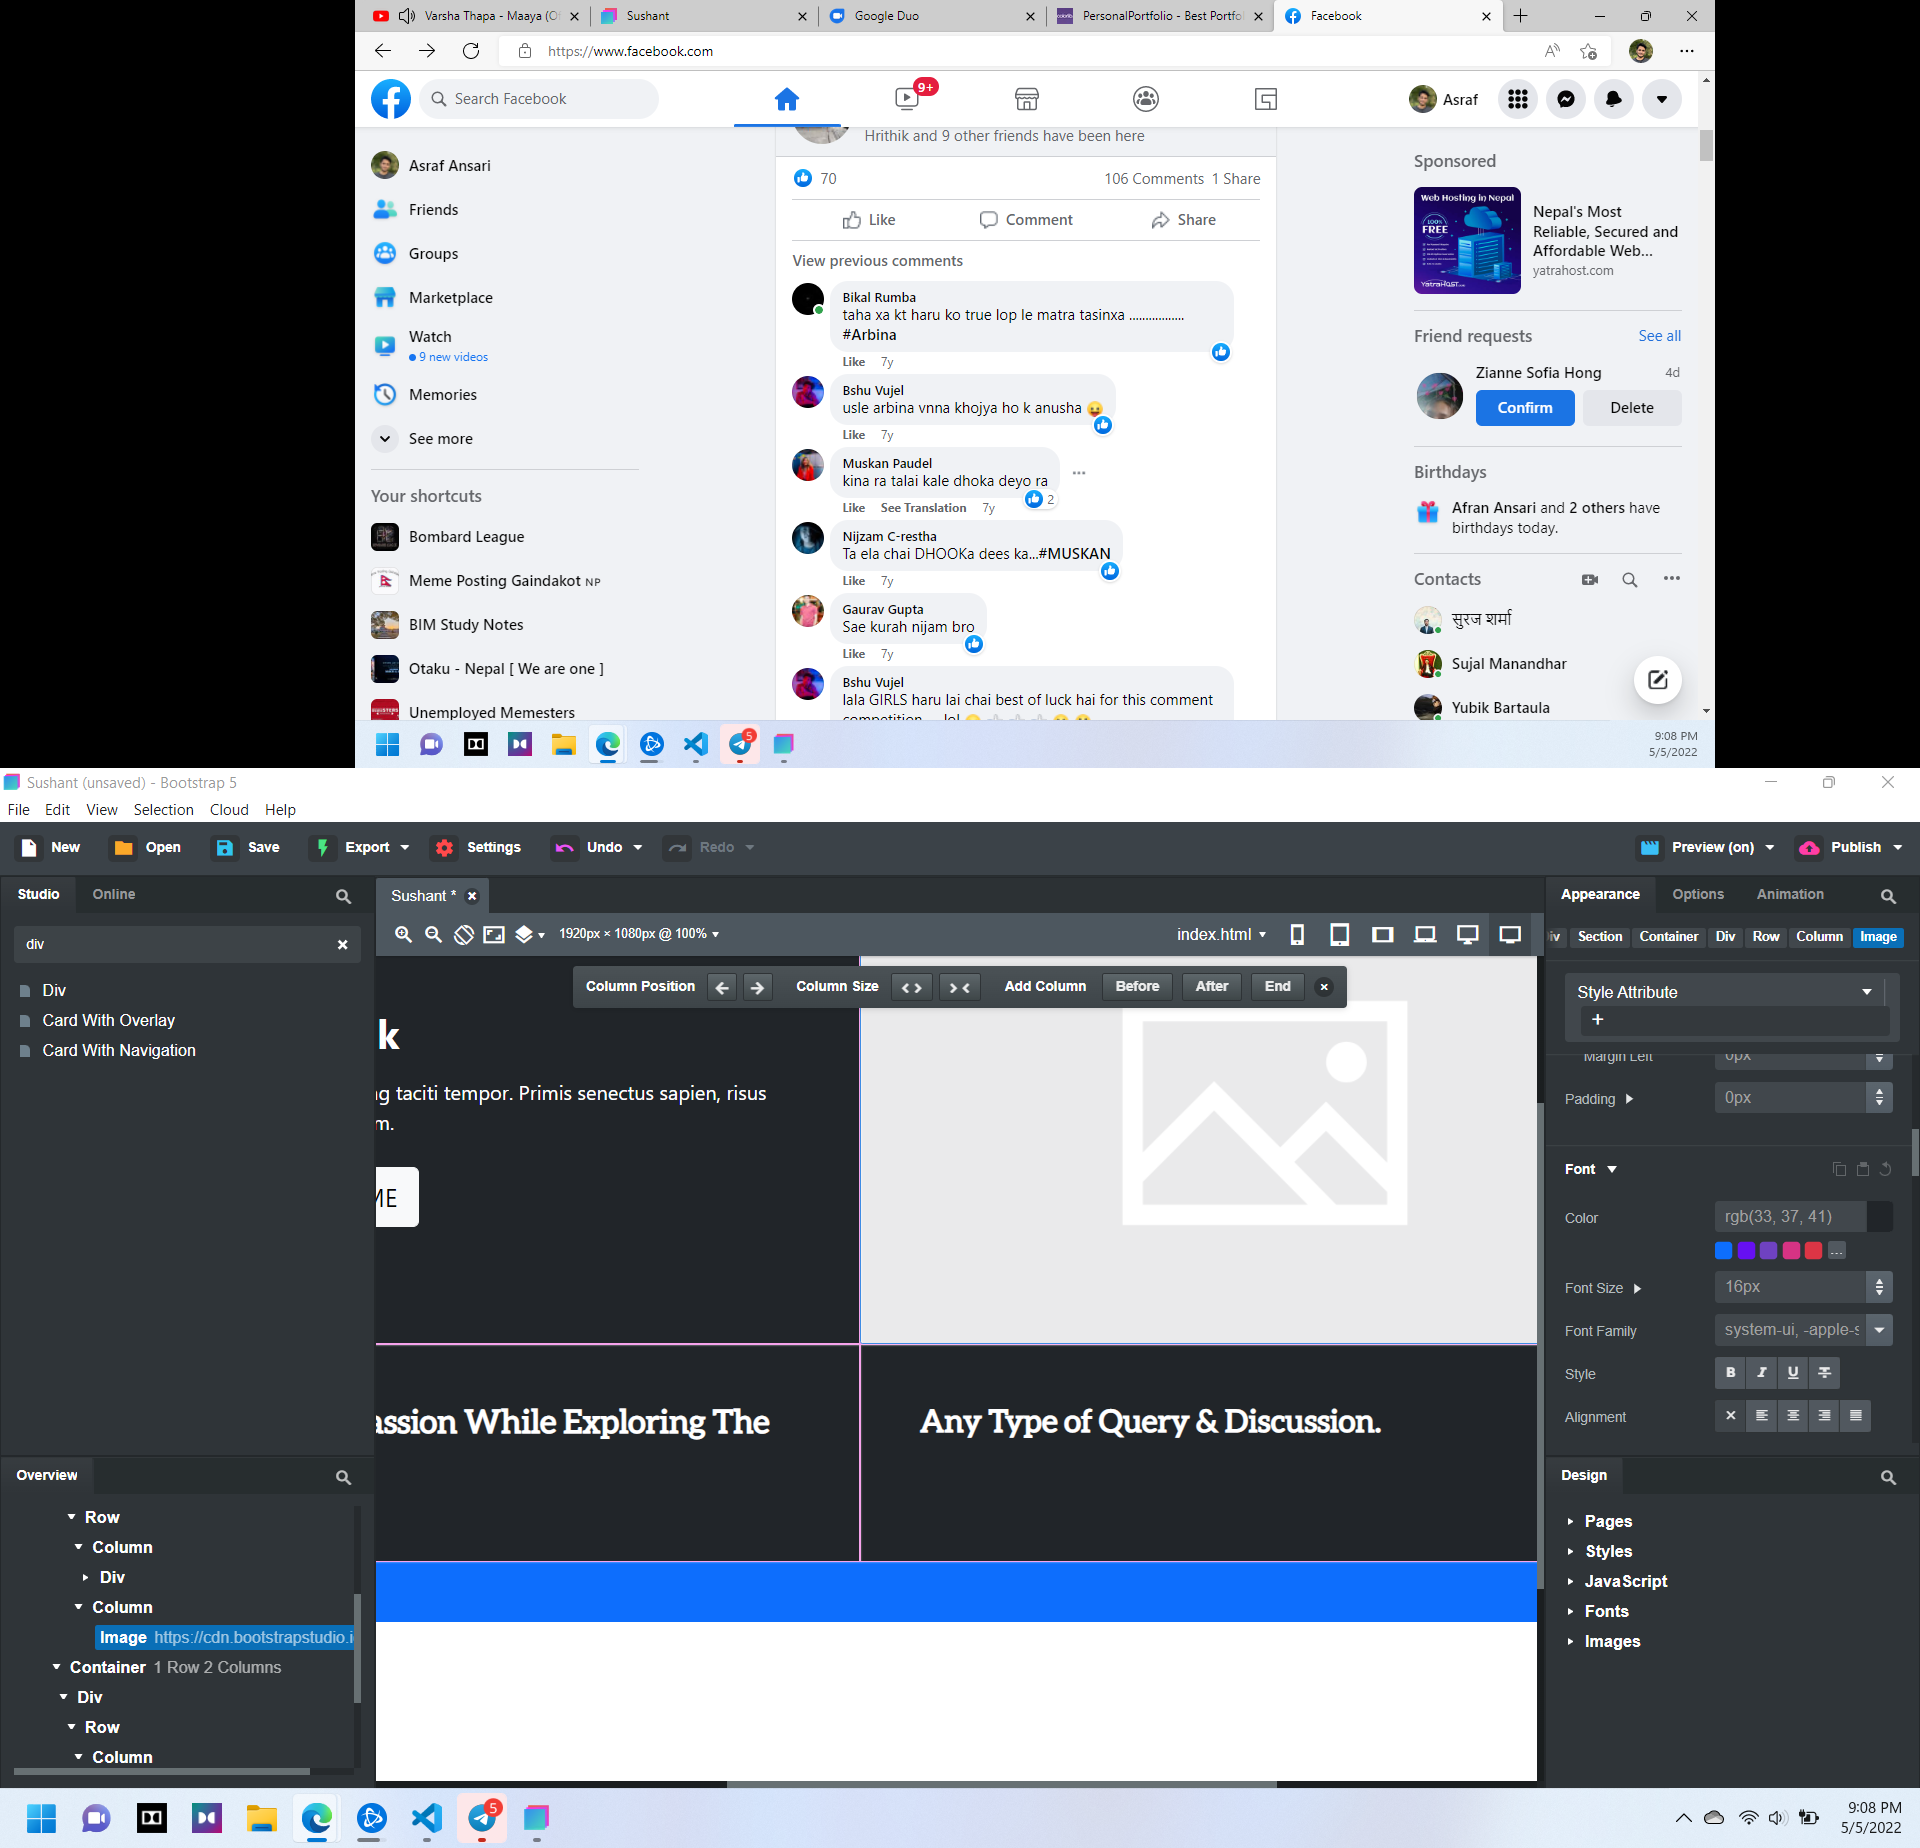 Varsha Thapa - Maaya (O
Sushant
Google Duo
PersonalPortfolio - Best Portfo
Facebook
https://www.facebook.com
Search Facebook
9+
Asraf
Asraf Ansari
Friends
Groups
Marketplace
Watch
9 new videos
Memories
See more
Your shortcuts
Bombard League
Meme Posting Gaindakot NP
BIM Study Notes
Otaku - Nepal [ We are one ]
Unemployed Memesters
Hrithik and 9 other friends have been here
70
106 Comments 1 Share
Like
Comment
Share
View previous comments
Bikal Rumba
taha xa kt haru ko true lop le matra tasinxa .................
#Arbina
Like 7y
Bshu Vujel
usle arbina vnna khojya ho k anusha
Like 7y
Muskan Paudel
kina ra talai kale dhoka deyo ra
2
Like See Translation 7y
Nijzam C-restha
Ta ela chai DHOOKa dees ka...#MUSKAN
Like 7y
Gaurav Gupta
Sae kurah nijam bro
Like 7y
Bshu Vujel
lala GIRLS haru lai chai best of luck hai for this comment
Sponsored
Web Hosting in Nepal
100%
FREE
YatraHost
Nepal's Most
Reliable, Secured and
Affordable Web...
yatrahost.com
Friend requests
See all
Zianne Sofia Hong
4d
Confirm
Delete
Birthdays
Afran Ansari and 2 others have
birthdays today.
Contacts
सुरज शर्मा
Sujal Manandhar
Yubik Bartaula
5
9:08 PM
5/5/2022
Sushant (unsaved) - Bootstrap 5
File Edit View Selection Cloud Help
New
Open
Save
Export
Settings
Undo
Redo
Preview (on)
Publish
Studio
Online
div
Div
Card With Overlay
Card With Navigation
Sushant *
1920px × 1080px @ 100%
index.html
Column Position
Column Size
Add Column
Before
After
End
k
g taciti tempor. Primis senectus sapien, risus
m.
ME
assion While Exploring The
Any Type of Query & Discussion.
Appearance
Options
Animation
iv
Section
Container
Div
Row
Column
Image
Style Attribute
+
Margin Left
0px
Padding
0px
Font
Color
rgb(33, 37, 41)
...
Font Size
16px
Font Family
system-ui, -apple-s
Style
B I U
Alignment
Overview
Row
Column
Div
Column
Image https://cdn.bootstrapstudio.i
Container 1 Row 2 Columns
Div
Row
Column
Design
Pages
Styles
JavaScript
Fonts
Images
5
9:08 PM
5/5/2022